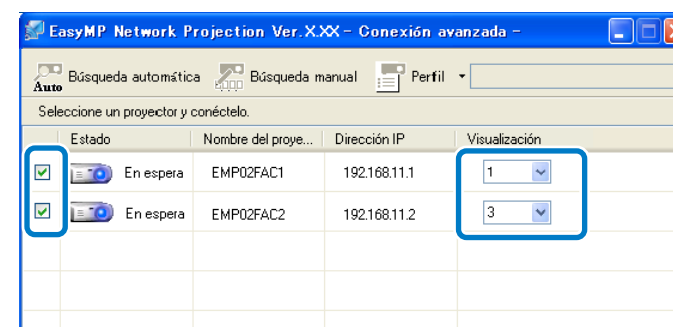 EasyMP Network Projection Ver.X.XX – Conexión avanzada –
Auto Búsqueda automática Búsqueda manual Perfil
Seleccione un proyector y conéctelo.
Estado Nombre del proye... Dirección IP Visualización
En espera EMP02FAC1 192.168.11.1 1
En espera EMP02FAC2 192.168.11.2 3